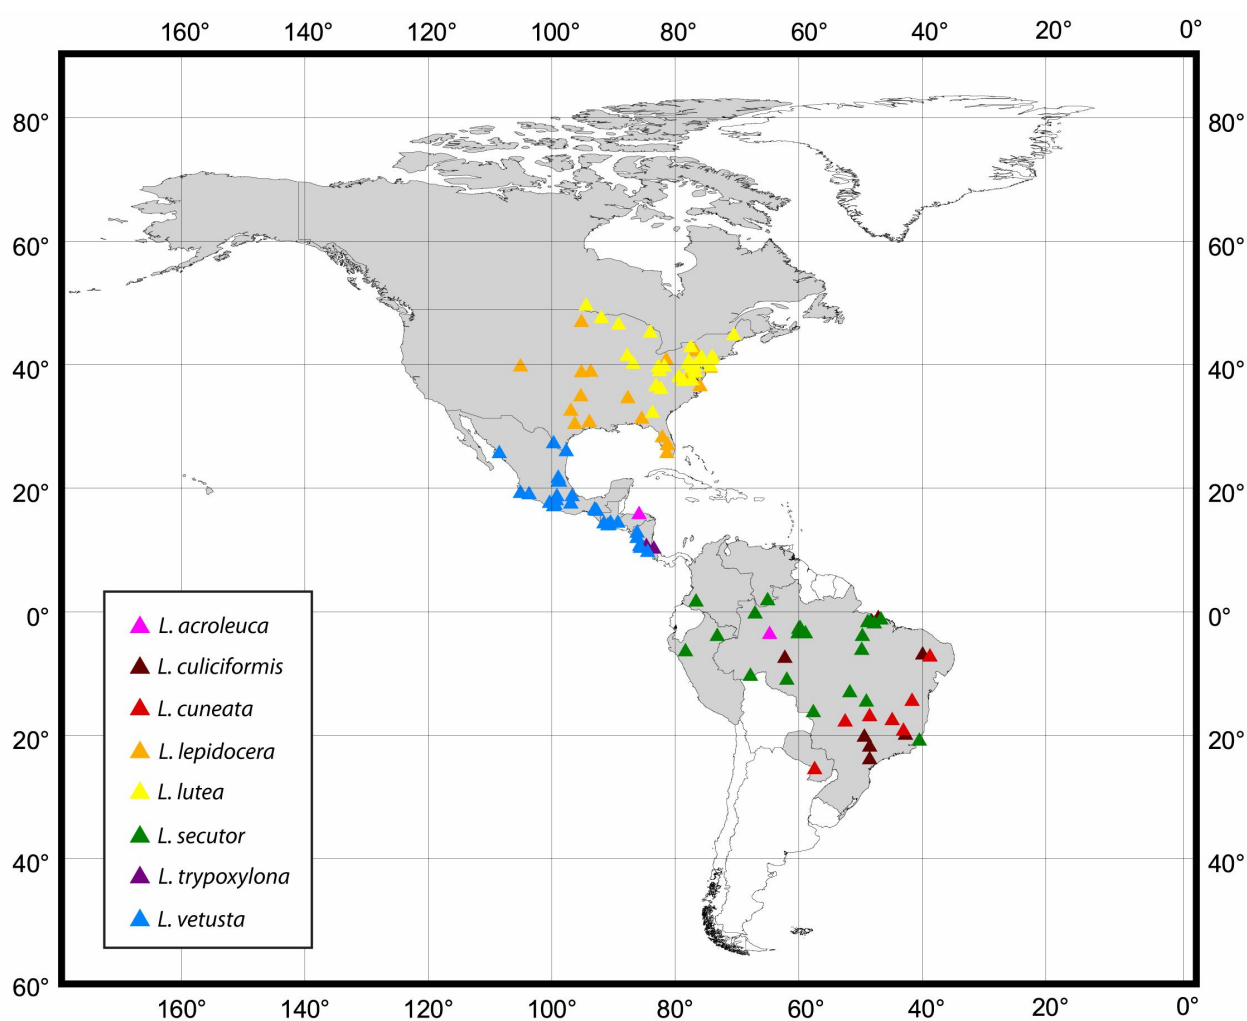 160° 140° 120° 100° 80° 60° 40° 20° 0°
80° 80°
60° 60°
40° 40°
20° 20°
0° 0°
20° 20°
40° 40°
60°
L. acroleuca
L. culiciformis
L. cuneata
L. lepidocera
L. lutea
L. secutor
L. trypoxylona
L. vetusta
160° 140° 120° 100° 80° 60° 40° 20° 0°